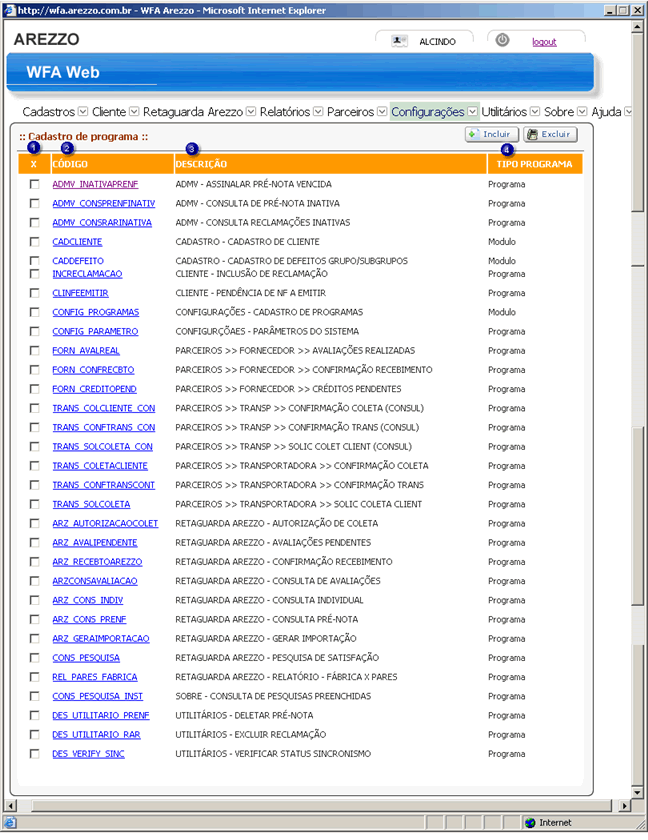 http://wfa.arezzo.com.br - WFA Arezzo - Microsoft Internet Explorer
AREZZO
ALCINDO
logout
WFA Web
Cadastros Cliente Retaguarda Arezzo Relatórios Parceiros Configurações Utilitários Sobre Ajuda
:: Cadastro de programa ::
Incluir Excluir
1 2 3 4
X CÓDIGO DESCRIÇÃO TIPO PROGRAMA
ADMV_INATIVAPRENF ADMV - ASSINALAR PRÉ-NOTA VENCIDA Programa
ADMV_CONSPRENFINATIV ADMV - CONSULTA DE PRÉ-NOTA INATIVA Programa
ADMV_CONSRARINATIVA ADMV - CONSULTA RECLAMAÇÕES INATIVAS Programa
CADCLIENTE CADASTRO - CADASTRO DE CLIENTE Modulo
CADDEFEITO CADASTRO - CADASTRO DE DEFEITOS GRUPO/SUBGRUPOS Modulo
INCRECLAMACAO CLIENTE - INCLUSÃO DE RECLAMAÇÃO Programa
CLINFEEMITIR CLIENTE - PENDÊNCIA DE NF A EMITIR Programa
CONFIG_PROGRAMAS CONFIGURAÇÕES - CADASTRO DE PROGRAMAS Modulo
CONFIG_PARAMETRO CONFIGURÇÕAES - PARÂMETROS DO SISTEMA Programa
FORN_AVALREAL PARCEIROS >> FORNECEDOR >> AVALIAÇÕES REALIZADAS Programa
FORN_CONFRECBTO PARCEIROS >> FORNECEDOR >> CONFIRMAÇÃO RECEBIMENTO Programa
FORN_CREDITOPEND PARCEIROS >> FORNECEDOR >> CRÉDITOS PENDENTES Programa
TRANS_COLCLIENTE_CON PARCEIROS >> TRANSP >> CONFIRMAÇÃO COLETA (CONSUL) Programa
TRANS_CONFTRANS_CON PARCEIROS >> TRANSP >> CONFIRMAÇÃO TRANS (CONSUL) Programa
TRANS_SOLCOLETA_CON PARCEIROS >> TRANSP >> SOLIC COLET CLIENT (CONSUL) Programa
TRANS_COLETACLIENTE PARCEIROS >> TRANSPORTADORA >> CONFIRMAÇÃO COLETA Programa
TRANS_CONFTRANSCONT PARCEIROS >> TRANSPORTADORA >> CONFIRMAÇÃO TRANS Programa
TRANS_SOLCOLETA PARCEIROS >> TRANSPORTADORA >> SOLIC COLETA CLIENT Programa
ARZ_AUTORIZACAOCOLET RETAGUARDA AREZZO - AUTORIZAÇÃO DE COLETA Programa
ARZ_AVALIPENDENTE RETAGUARDA AREZZO - AVALIAÇÕES PENDENTES Programa
ARZ_RECEBTOAREZZO RETAGUARDA AREZZO - CONFIRMAÇÃO RECEBIMENTO Programa
ARZCONSAVALIACAO RETAGUARDA AREZZO - CONSULTA DE AVALIAÇÕES Programa
ARZ_CONS_INDIV RETAGUARDA AREZZO - CONSULTA INDIVIDUAL Programa
ARZ_CONS_PRENF RETAGUARDA AREZZO - CONSULTA PRÉ-NOTA Programa
ARZ_GERAIMPORTACAO RETAGUARDA AREZZO - GERAR IMPORTAÇÃO Programa
CONS_PESQUISA RETAGUARDA AREZZO - PESQUISA DE SATISFAÇÃO Programa
REL_PARES_FABRICA RETAGUARDA AREZZO - RELATÓRIO - FÁBRICA X PARES Programa
CONS_PESQUISA_INST SOBRE - CONSULTA DE PESQUISAS PREENCHIDAS Programa
DES_UTILITARIO_PRENF UTILITÁRIOS - DELETAR PRÉ-NOTA Programa
DES_UTILITARIO_RAR UTILITÁRIOS - EXCLUIR RECLAMAÇÃO Programa
DES_VERIFY_SINC UTILITÁRIOS - VERIFICAR STATUS SINCRONISMO Programa
Internet